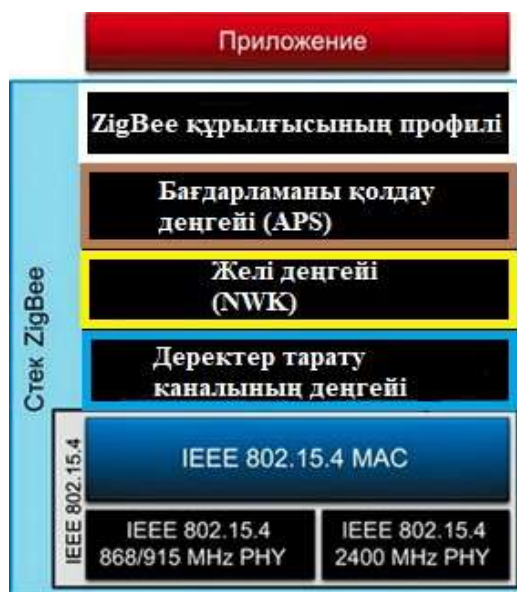 Приложение
ZigBee құрылғысының профилі
Бағдарламаны қолдау
деңгейі (APS)
Желі деңгейі
(NWK)
Деректер тарату
каналының деңгейі
Стек ZigBee
IEEE 802.15.4 MAC
IEEE 802.15.4
IEEE 802.15.4
868/915 MHz PHY
IEEE 802.15.4
2400 MHz PHY